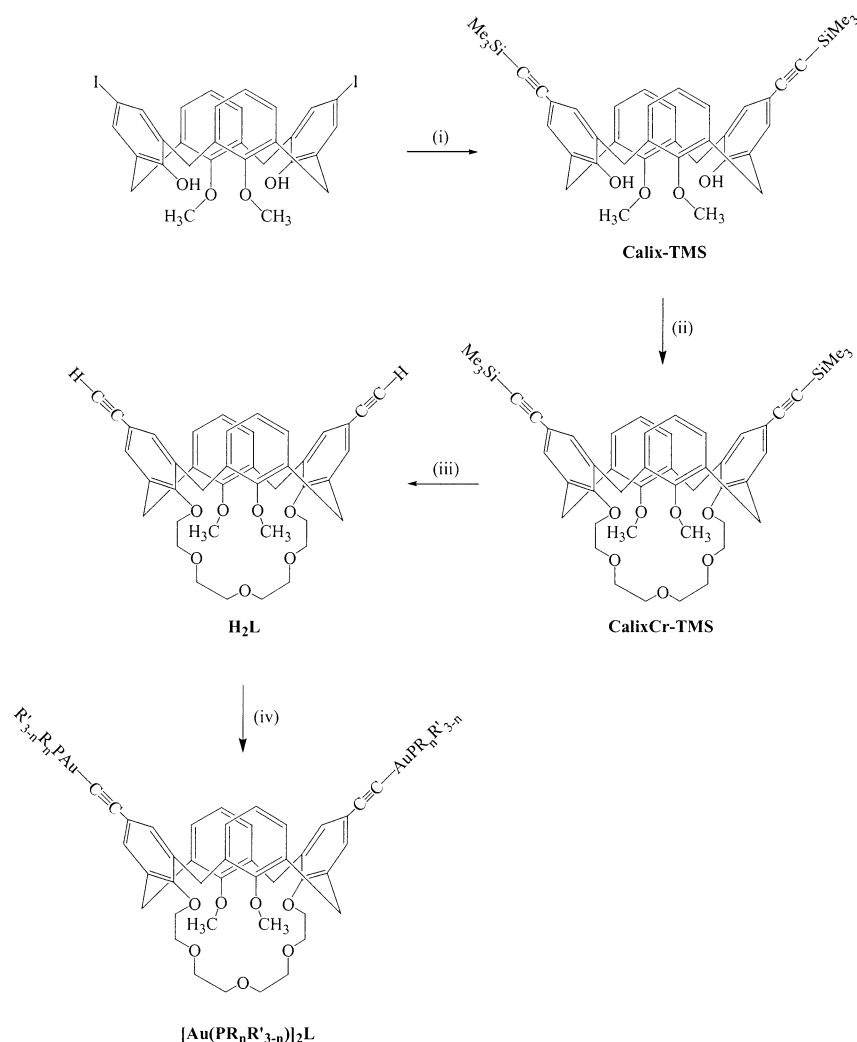 Me3Si
SiMe3
I
I
C≡C
C≡C
(i)
OH
OH
O
O
H3C
CH3
OH
OH
O
O
H3C
CH3
Calix-TMS
(ii)
H
H
C≡C
C≡C
Me3Si
SiMe3
C≡C
C≡C
(iii)
O
O
O
O
H3C
CH3
O
O
O
H2L
O
O
O
O
H3C
CH3
O
O
O
CalixCr-TMS
(iv)
R'3-nRnPAu
AuPRnR'3-n
C≡C
C≡C
O
O
O
O
H3C
CH3
O
O
O
[Au(PRnR'3-n)]2L